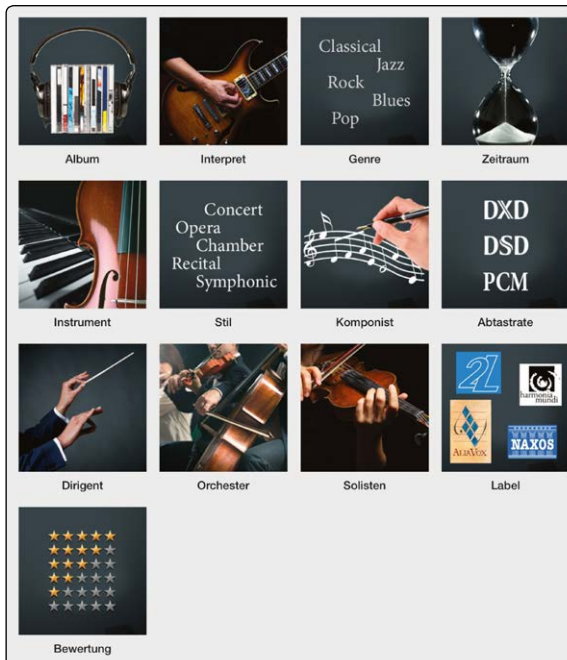 Classical
Jazz
Rock
Blues
Pop
Album
Interpret
Genre
Zeitraum
Concert
Opera
Chamber
Recital
Symphonic
DXD
DSD
PCM
Instrument
Stil
Komponist
Abtastrate
2L
harmonia
mundi
ALIAVOX
NAXOS
Dirigent
Orchester
Solisten
Label
Bewertung